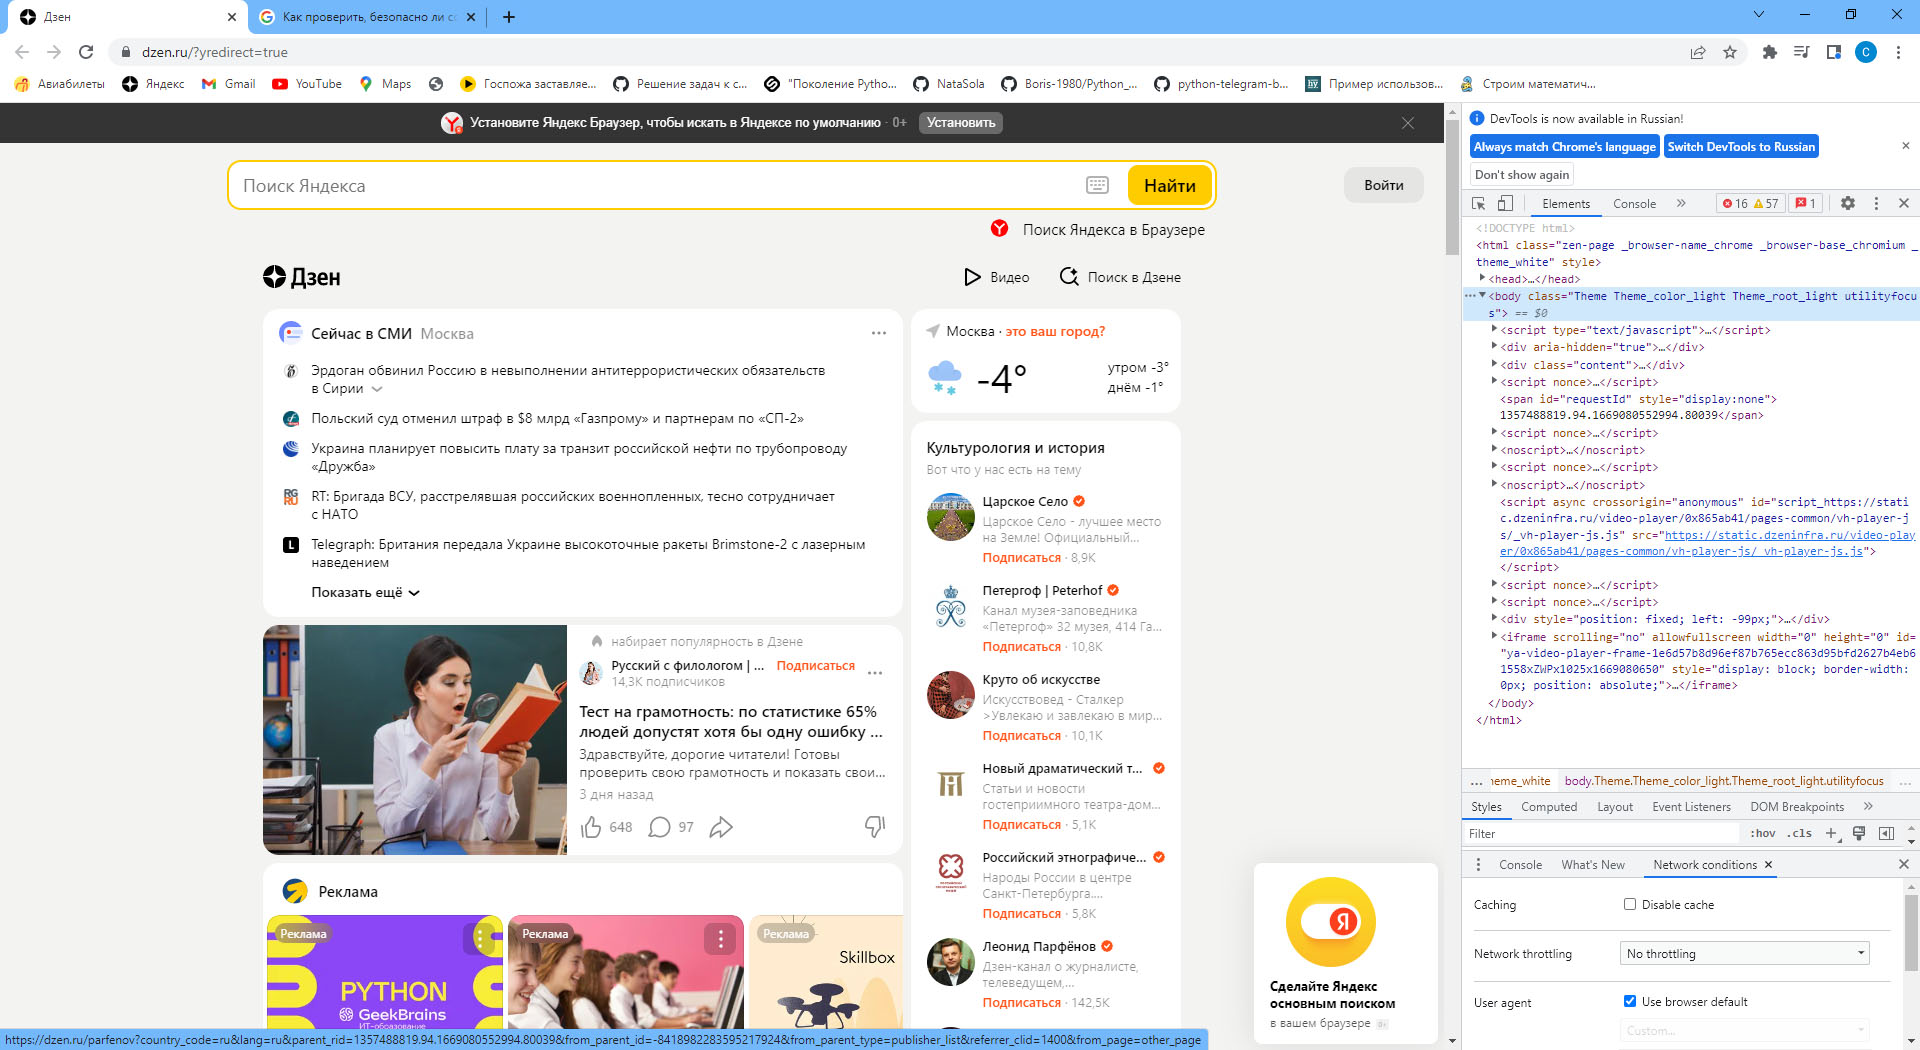 Дзен
Как проверить, безопасно ли с
dzen.ru/?yredirect=true
C
Авиабилеты
Яндекс
Gmail
YouTube
Maps
Госпожа заставляе...
Решение задач к с...
"Поколение Pytho...
NataSola
Boris-1980/Python_...
python-telegram-b...
Пример использов...
Строим математич...
Установите Яндекс Браузер, чтобы искать в Яндексе по умолчанию · 0+
Установить
Поиск Яндекса
Найти
Войти
Поиск Яндекса в Браузере
Дзен
Видео
Поиск в Дзене
Сейчас в СМИ Москва
Эрдоган обвинил Россию в невыполнении антитеррористических обязательств
в Сирии
Польский суд отменил штраф в $8 млрд «Газпрому» и партнерам по «СП-2»
Украина планирует повысить плату за транзит российской нефти по трубопроводу
«Дружба»
RT: Бригада ВСУ, расстрелявшая российских военнопленных, тесно сотрудничает
с НАТО
Telegraph: Британия передала Украине высокоточные ракеты Brimstone-2 с лазерным
наведением
Показать ещё
набирает популярность в Дзене
Русский с филологом | ...
Подписаться
14,3K подписчиков
Тест на грамотность: по статистике 65%
людей допустят хотя бы одну ошибку ...
Здравствуйте, дорогие читатели! Готовы
проверить свою грамотность и показать свои...
3 дня назад
648
97
Реклама
Реклама
PYTHON
GeekBrains
ИТ-образование
Реклама
Реклама
Skillbox
Москва · это ваш город?
-4°
утром -3°
днём -1°
Культурология и история
Вот что у нас есть на тему
Царское Село
Царское Село - лучшее место
на Земле! Официальный...
Подписаться · 8,9K
Петергоф | Peterhof
Канал музея-заповедника
«Петергоф» 32 музея, 414 Га...
Подписаться · 10,8K
Круто об искусстве
Искусствовед - Сталкер
>Увлекаю и завлекаю в мир...
Подписаться · 10,1K
Новый драматический т...
Статьи и новости
гостеприимного театра-дом...
Подписаться · 5,1K
Российский этнографиче...
Народы России в центре
Санкт-Петербурга....
Подписаться · 5,8K
Леонид Парфёнов
Дзен-канал о журналисте,
телеведущем,...
Подписаться · 142,5K
Я
Сделайте Яндекс
основным поиском
в вашем браузере 0+
https://dzen.ru/parfenov?country_code=ru&lang=ru&parent_rid=1357488819.94.1669080552994.80039&from_parent_id=-8418982283595217924&from_parent_type=publisher_list&referrer_clid=1400&from_page=other_page
DevTools is now available in Russian!
Always match Chrome's language
Switch DevTools to Russian
Don't show again
Elements
Console
16
57
1
<!DOCTYPE html>
<html class="zen-page _browser-name_chrome _browser-base_chromium _
theme_white" style>
<head>…</head>
<body class="Theme Theme_color_light Theme_root_light utilityfocu
s"> == $0
<script type="text/javascript">…</script>
<div aria-hidden="true">…</div>
<div class="content">…</div>
<script nonce>…</script>
<span id="requestId" style="display:none">
1357488819.94.1669080552994.80039</span>
<script nonce>…</script>
<noscript>…</noscript>
<script nonce>…</script>
<noscript>…</noscript>
<script async crossorigin="anonymous" id="script_https://stati
c.dzeninfra.ru/video-player/0x865ab41/pages-common/vh-player-j
s/_vh-player-js.js" src="https://static.dzeninfra.ru/video-play
er/0x865ab41/pages-common/vh-player-js/_vh-player-js.js">
</script>
<script nonce>…</script>
<script nonce>…</script>
<div style="position: fixed; left: -99px;">…</div>
<iframe scrolling="no" allowfullscreen width="0" height="0" id=
"ya-video-player-frame-1e6d57b8d96ef87b765ecc863d95bfd2627b4eb6
1558xZWPx1025x1669080650" style="display: block; border-width:
0px; position: absolute;">…</iframe>
</body>
</html>
... heme_white
body.Theme.Theme_color_light.Theme_root_light.utilityfocus
...
Styles
Computed
Layout
Event Listeners
DOM Breakpoints
Filter
:hov
.cls
Console
What's New
Network conditions
Caching
Disable cache
Network throttling
No throttling
User agent
Use browser default
Custom...